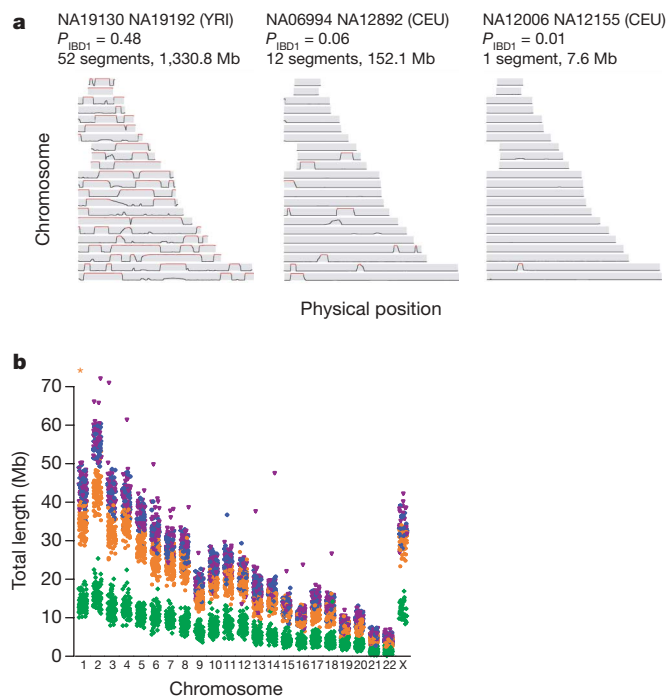 a
NA19130 NA19192 (YRI)
P IBD1 = 0.48
52 segments, 1,330.8 Mb
NA06994 NA12892 (CEU)
P IBD1 = 0.06
12 segments, 152.1 Mb
NA12006 NA12155 (CEU)
P IBD1 = 0.01
1 segment, 7.6 Mb
Chromosome
Physical position
b
Total length (Mb)
70
60
50
40
30
20
10
0
1 2 3 4 5 6 7 8 9 10 11 12 13 14 15 16 17 18 19 20 21 22 X
Chromosome